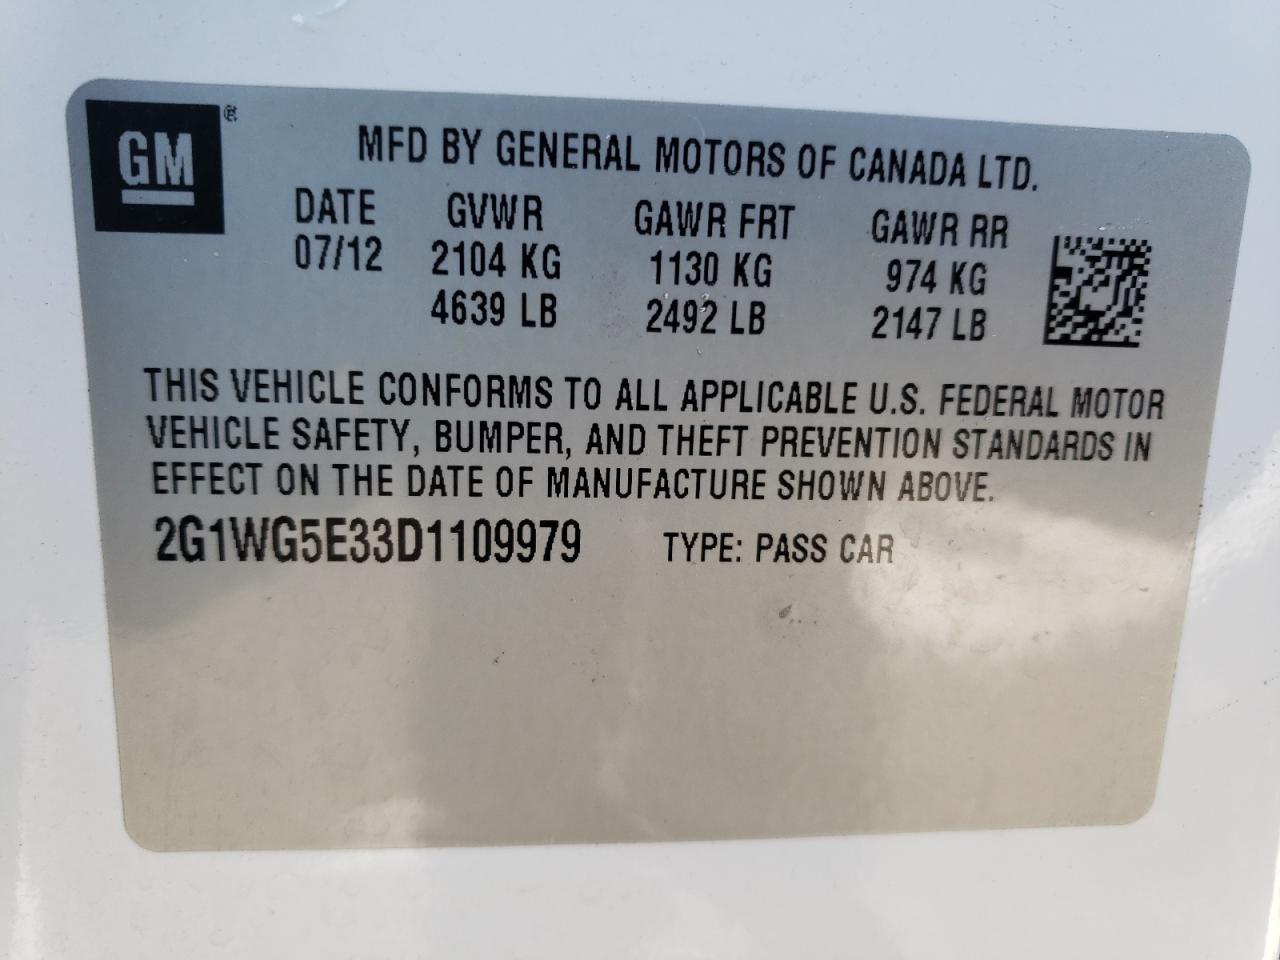 GM ®
MFD BY GENERAL MOTORS OF CANADA LTD.
DATE GVWR GAWR FRT GAWR RR
07/12 2104 KG 1130 KG 974 KG
4639 LB 2492 LB 2147 LB
THIS VEHICLE CONFORMS TO ALL APPLICABLE U.S. FEDERAL MOTOR
VEHICLE SAFETY, BUMPER, AND THEFT PREVENTION STANDARDS IN
EFFECT ON THE DATE OF MANUFACTURE SHOWN ABOVE.
2G1WG5E33D1109979 TYPE: PASS CAR